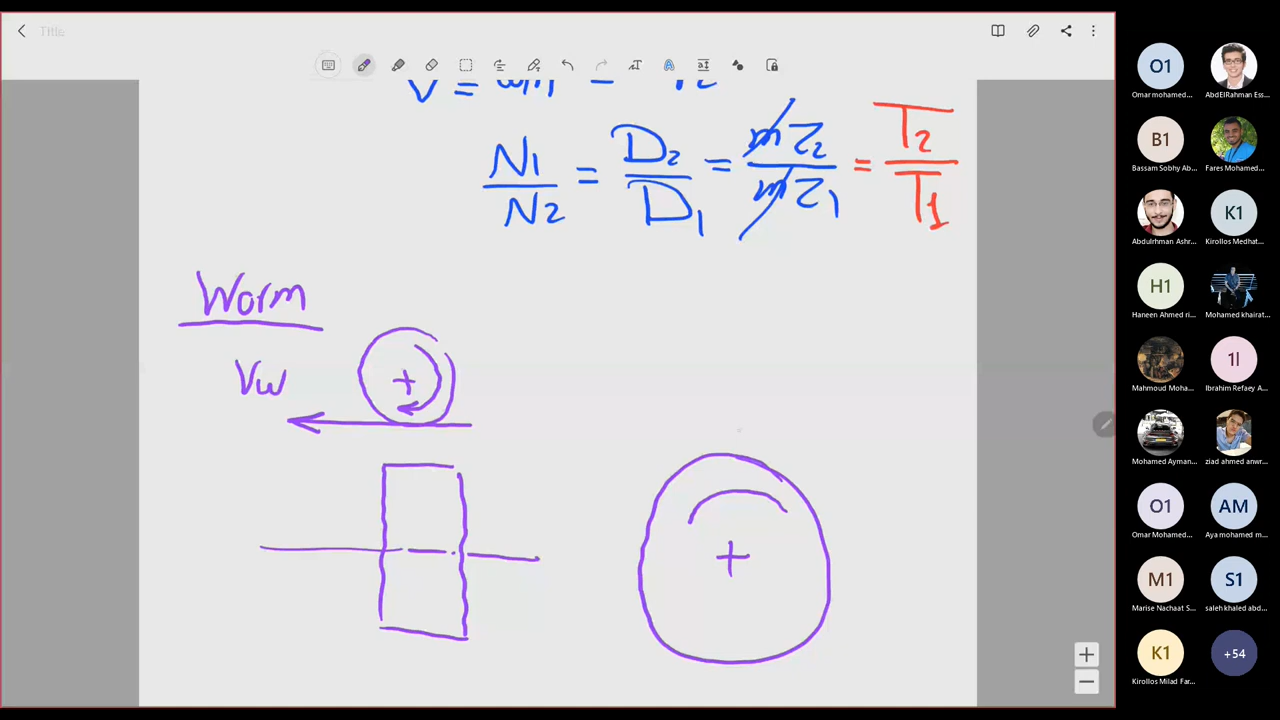 Title
N1/N2 = D2/D1 = mZ2/mZ1 = T2/T1
Worm
Vw
O1
Omar mohamed...
AbdElRahman Ess...
B1
Bassam Sobhy Ab...
Fares Mohamed...
Abdulrhman Ashr...
K1
Kirollos Medhat...
H1
Haneen Ahmed ri...
Mohamed khairat...
Mahmoud Moha...
1I
Ibrahim Refaey A...
Mohamed Ayman...
ziad ahmed anwr...
O1
Omar Mohamed...
AM
Aya mohamed m...
M1
Marise Nachaat S...
S1
saleh khaled abd...
K1
Kirollos Milad Far...
+54